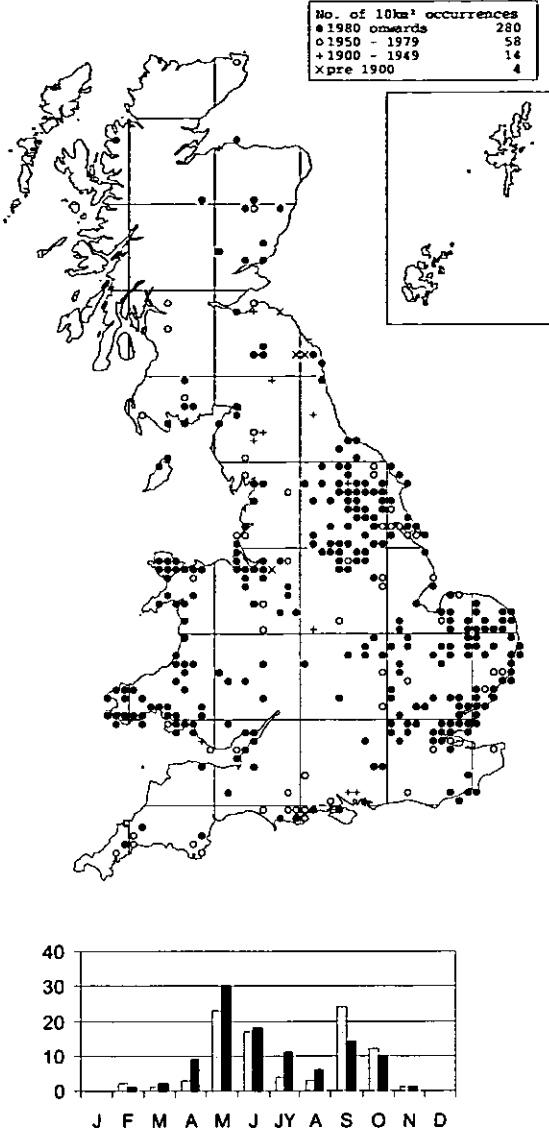 No. of 10km² occurrences
● 1980 onwards 280
○ 1950 - 1979 58
+ 1900 - 1949 14
× pre 1900 4
40
30
20
10
0
J F M A M J JY A S O N D